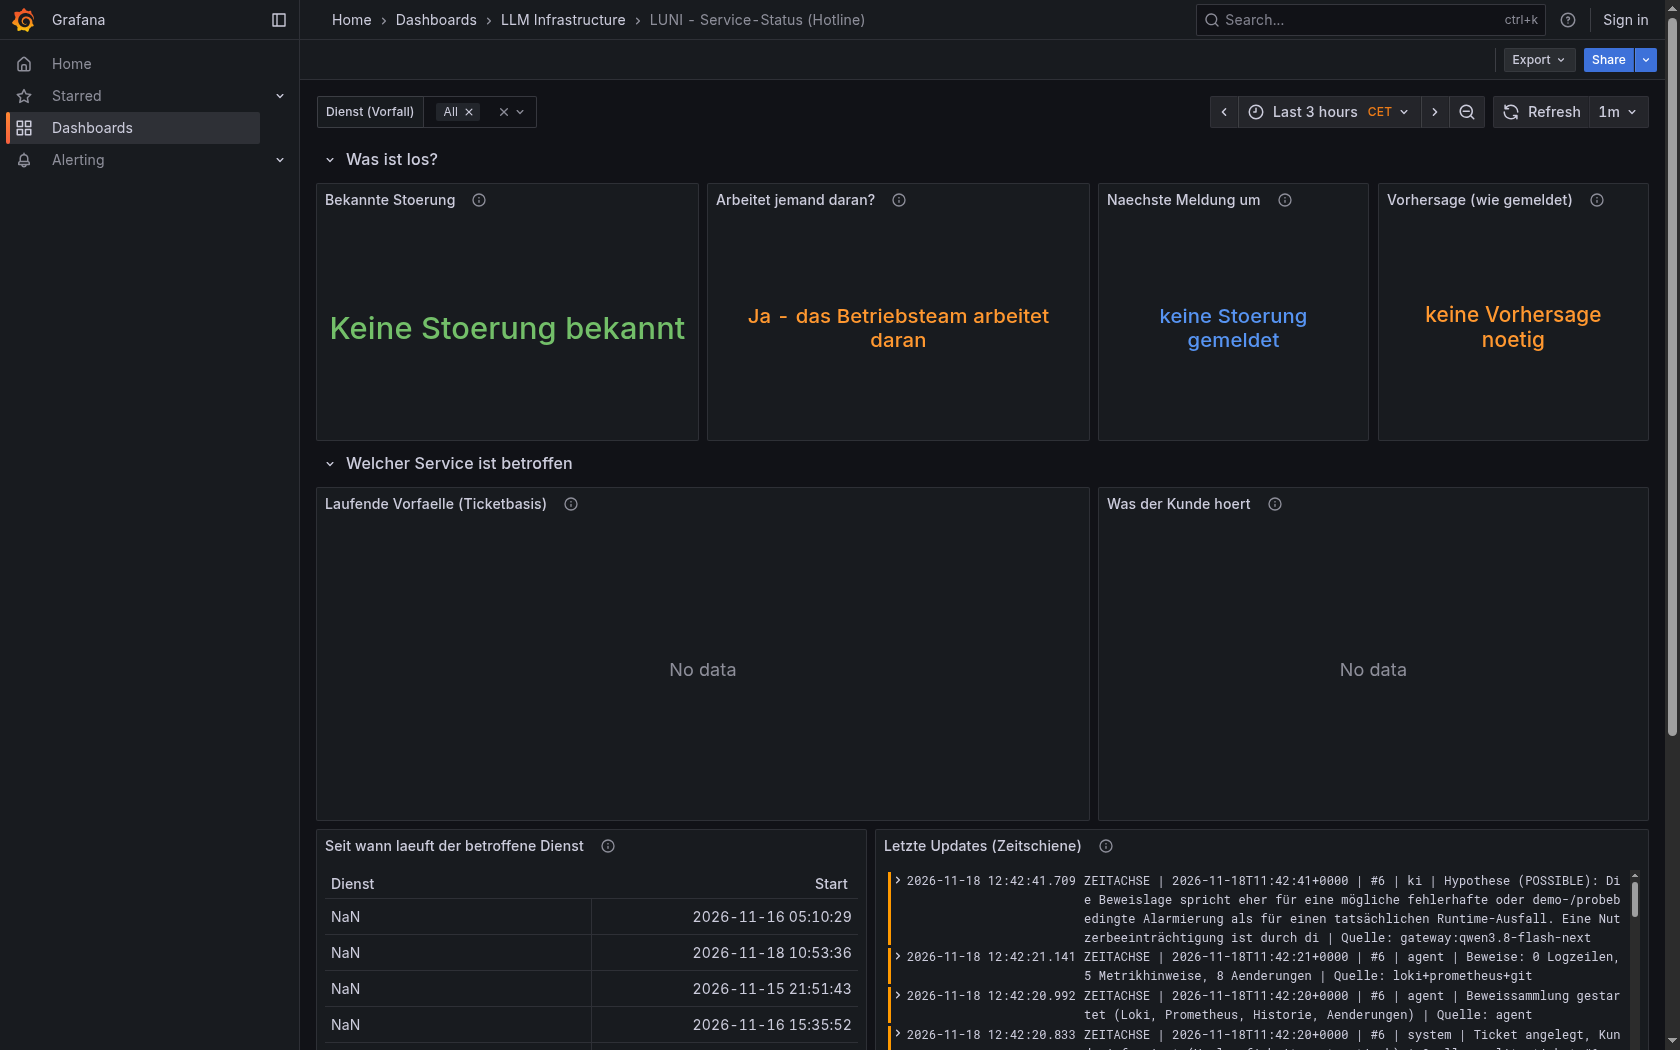 Grafana
Home › Dashboards › LLM Infrastructure › LUNI - Service-Status (Hotline)
Search... ctrl+k
Sign in
Home
Starred
Dashboards
Alerting
Export
Share
Dienst (Vorfall) All
Last 3 hours CET
Refresh 1m
Was ist los?
Bekannte Stoerung
Keine Stoerung bekannt
Arbeitet jemand daran?
Ja - das Betriebsteam arbeitet
daran
Naechste Meldung um
keine Stoerung
gemeldet
Vorhersage (wie gemeldet)
keine Vorhersage
noetig
Welcher Service ist betroffen
Laufende Vorfaelle (Ticketbasis)
No data
Was der Kunde hoert
No data
Seit wann laeuft der betroffene Dienst
Dienst Start
NaN 2026-11-16 05:10:29
NaN 2026-11-18 10:53:36
NaN 2026-11-15 21:51:43
NaN 2026-11-16 15:35:52
Letzte Updates (Zeitschiene)
2026-11-18 12:42:41.709 ZEITACHSE | 2026-11-18T11:42:41+0000 | #6 | ki | Hypothese (POSSIBLE): Di
e Beweislage spricht eher für eine mögliche fehlerhafte oder demo-/probeb
edingte Alarmierung als für einen tatsächlichen Runtime-Ausfall. Eine Nut
zerbeeinträchtigung ist durch di | Quelle: gateway:qwen3.8-flash-next
2026-11-18 12:42:21.141 ZEITACHSE | 2026-11-18T11:42:21+0000 | #6 | agent | Beweise: 0 Logzeilen,
5 Metrikhinweise, 8 Aenderungen | Quelle: loki+prometheus+git
2026-11-18 12:42:20.992 ZEITACHSE | 2026-11-18T11:42:20+0000 | #6 | agent | Beweissammlung gestar
tet (Loki, Prometheus, Historie, Aenderungen) | Quelle: agent
2026-11-18 12:42:20.833 ZEITACHSE | 2026-11-18T11:42:20+0000 | #6 | system | Ticket angelegt, Kun